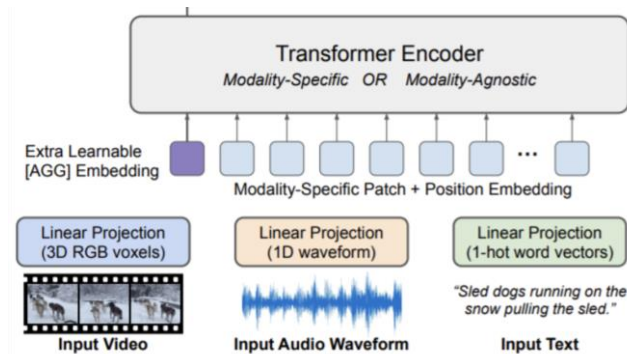 Transformer Encoder
Modality-Specific OR Modality-Agnostic
Extra Learnable
[AGG] Embedding
...
Modality-Specific Patch + Position Embedding
Linear Projection
(3D RGB voxels)
Linear Projection
(1D waveform)
Linear Projection
(1-hot word vectors)
“Sled dogs running on the
snow pulling the sled.”
Input Video
Input Audio Waveform
Input Text